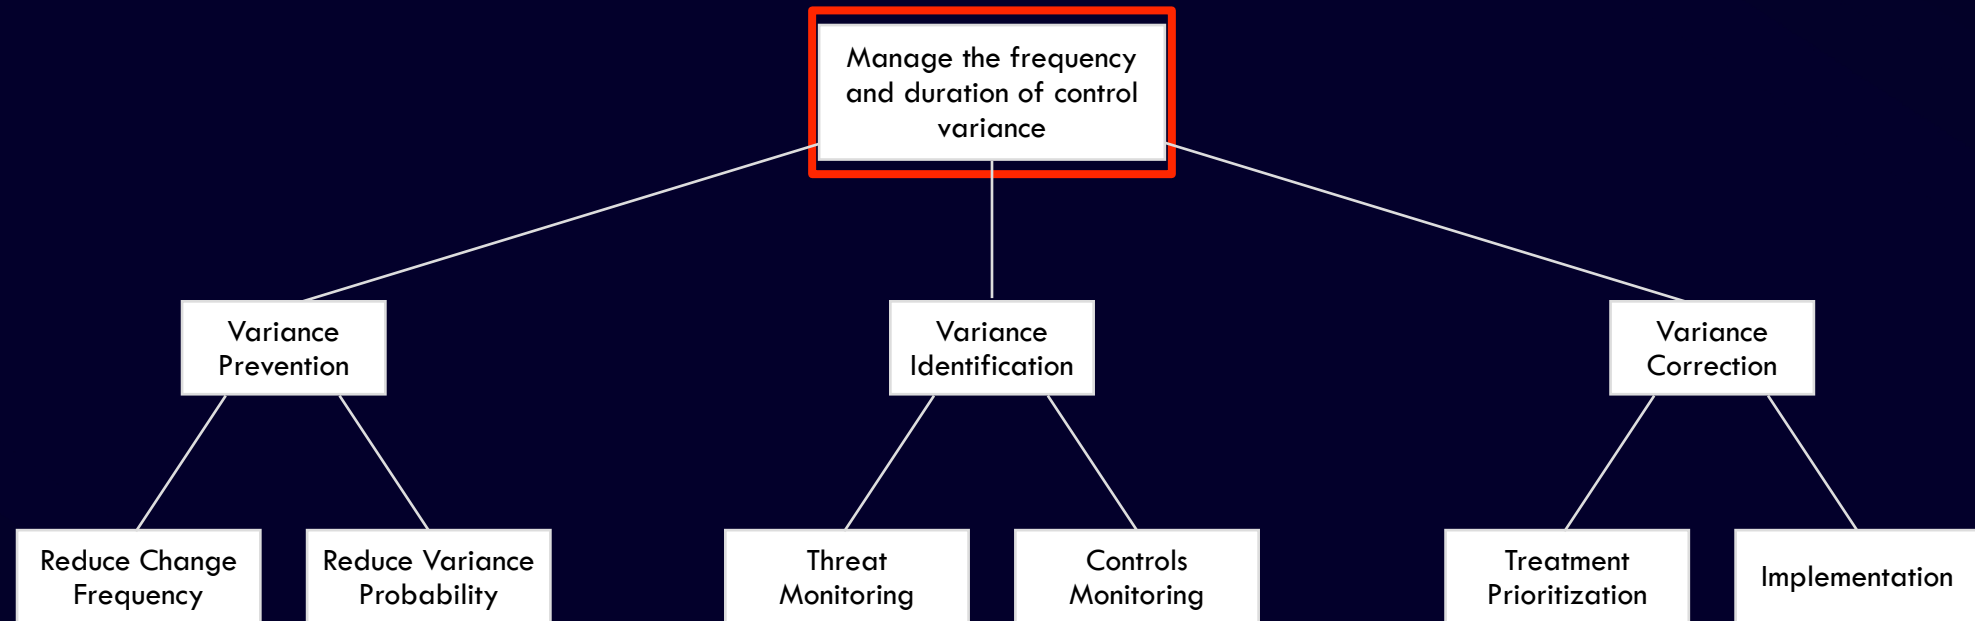 Manage the frequency
and duration of control
variance
Variance
Prevention
Variance
Identification
Variance
Correction
Reduce Change
Frequency
Reduce Variance
Probability
Threat
Monitoring
Controls
Monitoring
Treatment
Prioritization
Implementation